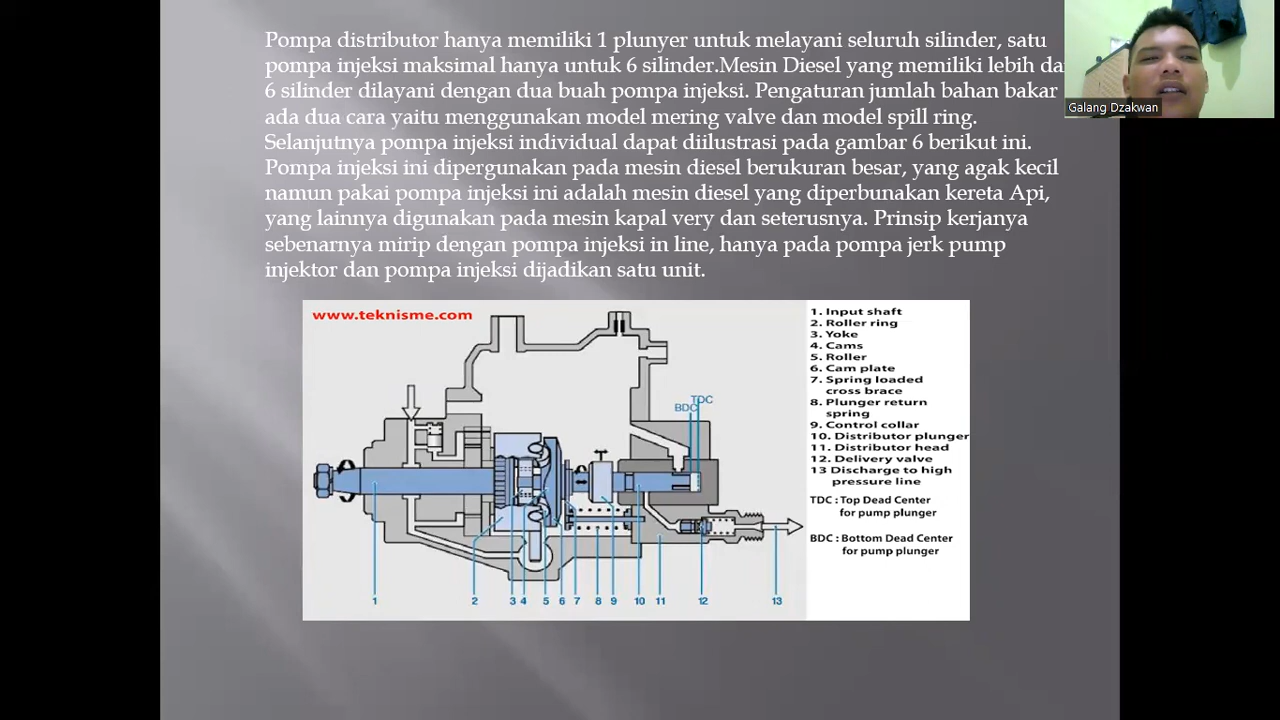 Pompa distributor hanya memiliki 1 plunyer untuk melayani seluruh silinder, satu
pompa injeksi maksimal hanya untuk 6 silinder.Mesin Diesel yang memiliki lebih
6 silinder dilayani dengan dua buah pompa injeksi. Pengaturan jumlah bahan bakar
ada dua cara yaitu menggunakan model mering valve dan model spill ring.
Selanjutnya pompa injeksi individual dapat diilustrasi pada gambar 6 berikut ini.
Pompa injeksi ini dipergunakan pada mesin diesel berukuran besar, yang agak kecil
namun pakai pompa injeksi ini adalah mesin diesel yang diperbunakan kereta Api,
yang lainnya digunakan pada mesin kapal very dan seterusnya. Prinsip kerjanya
sebenarnya mirip dengan pompa injeksi in line, hanya pada pompa jerk pump
injektor dan pompa injeksi dijadikan satu unit.
Galang Dzakwan
www.teknisme.com
BDC
TDC
1 2 3 4 5 6 7 8 9 10 11 12 13
1. Input shaft
2. Roller ring
3. Yoke
4. Cams
5. Roller
6. Cam plate
7. Spring loaded
cross brace
8. Plunger return
spring
9. Control collar
10. Distributor plunger
11. Distributor head
12. Delivery valve
13 Discharge to high
pressure line
TDC : Top Dead Center
for pump plunger
BDC : Bottom Dead Center
for pump plunger